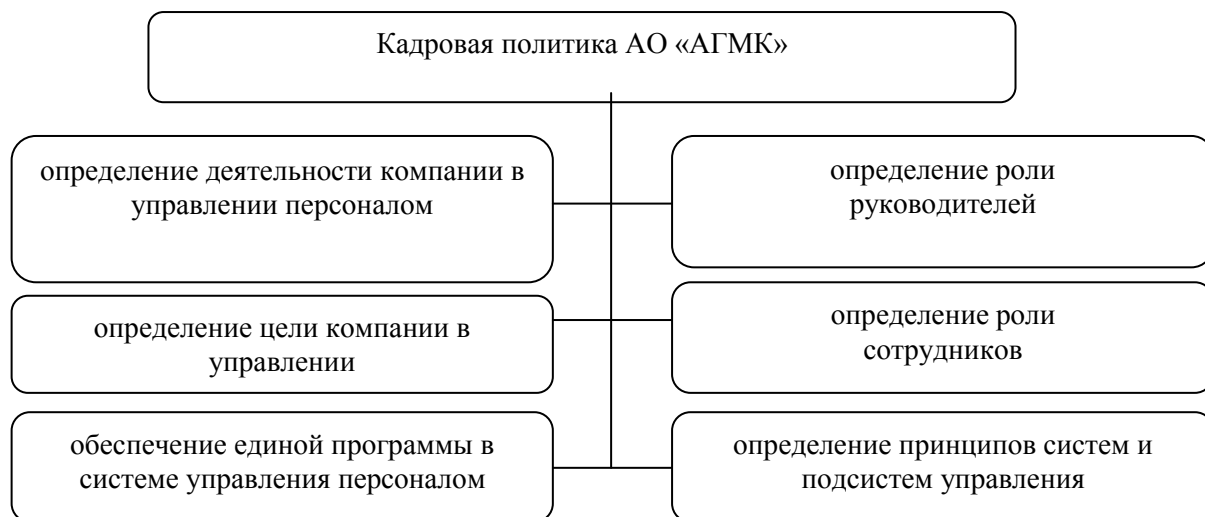 Кадровая политика АО «АГМК»
определение деятельности компании в
управлении персоналом
определение роли
руководителей
определение цели компании в
управлении
определение роли
сотрудников
обеспечение единой программы в
системе управления персоналом
определение принципов систем и
подсистем управления